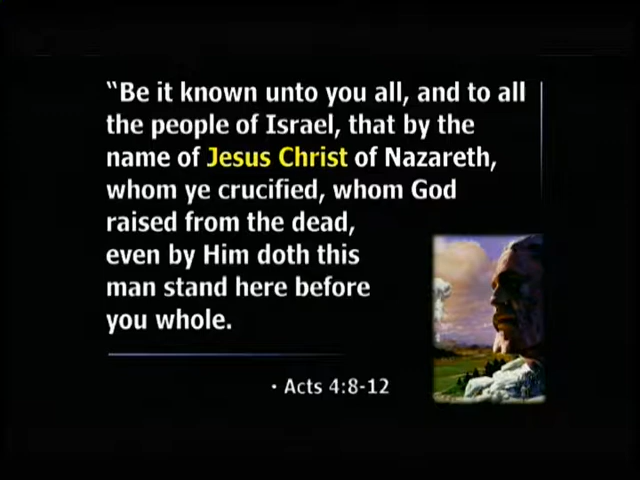 “Be it known unto you all, and to all
the people of Israel, that by the
name of Jesus Christ of Nazareth,
whom ye crucified, whom God
raised from the dead,
even by Him doth this
man stand here before
you whole.
• Acts 4:8-12